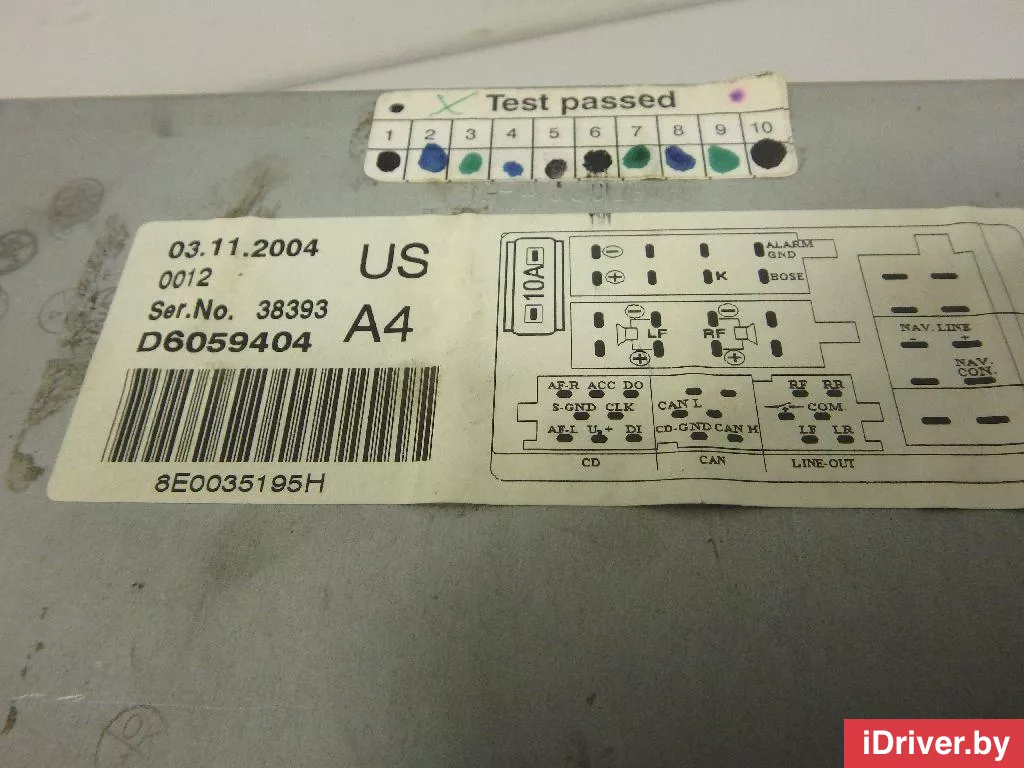 Test passed
1 2 3 4 5 6 7 8 9 10
03.11.2004
US
0012
Ser.No. 38393
A4
D6059404
8E0035195H
10A
ALARM
GND
K
BOSE
LF
RF
NAV. LINE
NAV.
CON.
AF-R ACC DO
S-GND CLK
AF-L U + DI
CD
CAN L
CD-GND CAN H
CAN
RF RR
COM.
LF LR
LINE-OUT
iDriver.by